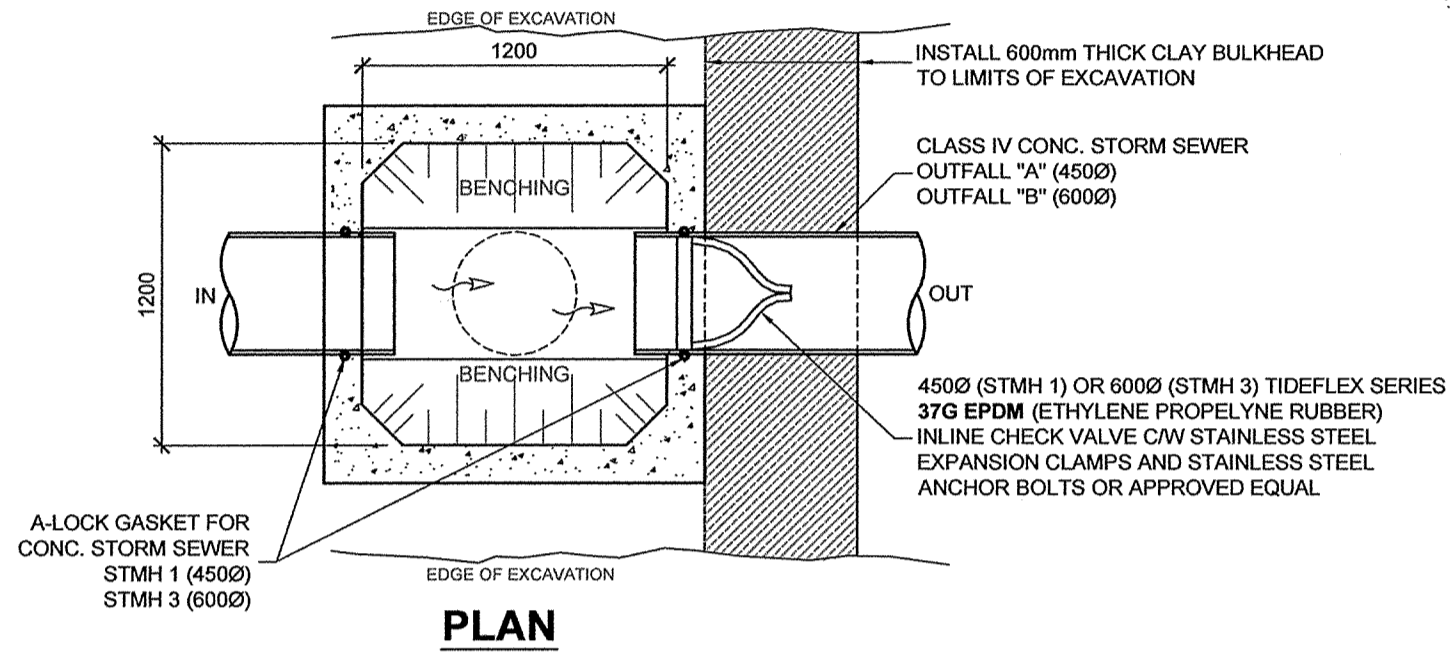 EDGE OF EXCAVATION
1200
INSTALL 600mm THICK CLAY BULKHEAD
TO LIMITS OF EXCAVATION
CLASS IV CONC. STORM SEWER
OUTFALL "A" (450Ø)
OUTFALL "B" (600Ø)
BENCHING
1200
IN
OUT
BENCHING
450Ø (STMH 1) OR 600Ø (STMH 3) TIDEFLEX SERIES
37G EPDM (ETHYLENE PROPELYNE RUBBER)
INLINE CHECK VALVE C/W STAINLESS STEEL
EXPANSION CLAMPS AND STAINLESS STEEL
ANCHOR BOLTS OR APPROVED EQUAL
A-LOCK GASKET FOR
CONC. STORM SEWER
STMH 1 (450Ø)
STMH 3 (600Ø)
EDGE OF EXCAVATION
PLAN